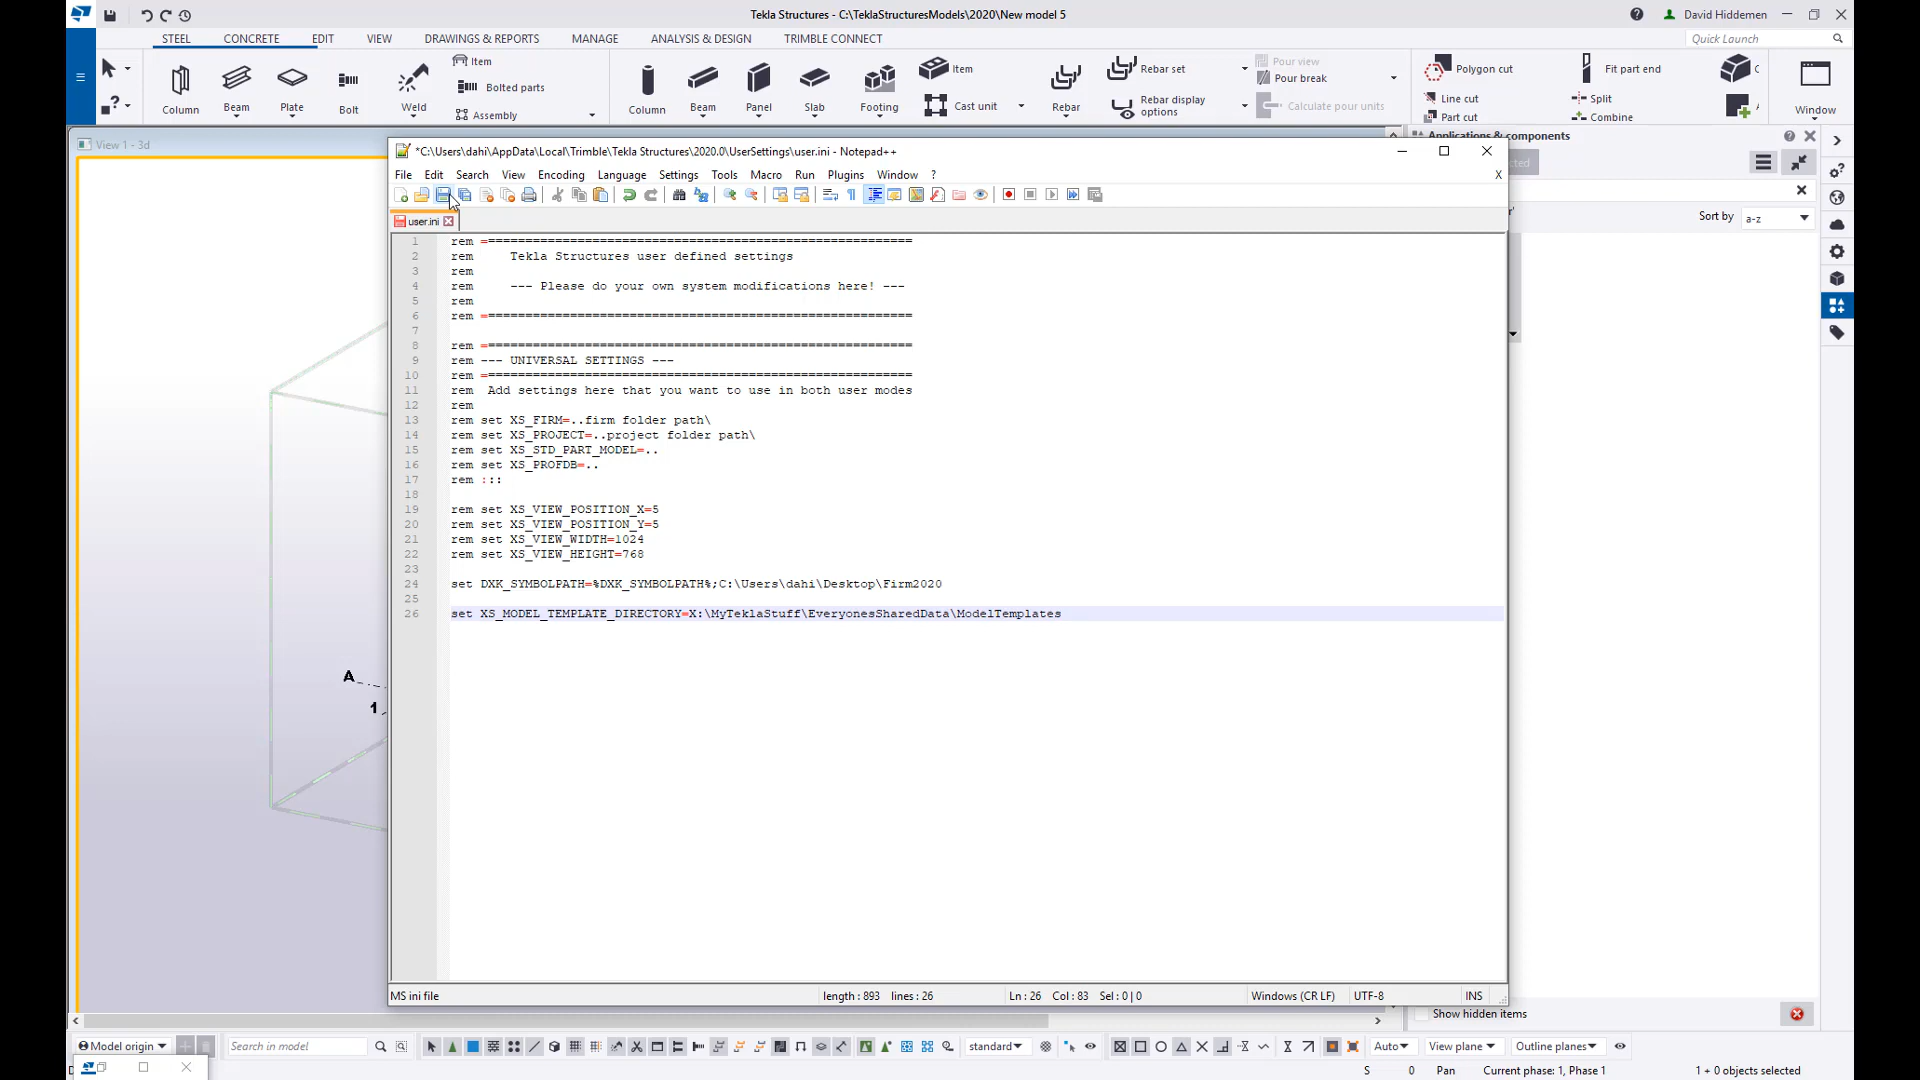 Tekla Structures - C:\TeklaStructuresModels\2020\New model 5
David Hiddemen
STEEL CONCRETE EDIT VIEW DRAWINGS & REPORTS MANAGE ANALYSIS & DESIGN TRIMBLE CONNECT
Quick Launch
Column Beam Plate Bolt Weld
Item
Bolted parts
Assembly
Column Beam Panel Slab Footing
Item
Cast unit
Rebar
Rebar set
Rebar display options
Pour view
Pour break
Calculate pour units
Polygon cut
Line cut
Part cut
Fit part end
Split
Combine
Window
View 1 - 3d
Applications & components
Sort by a-z
*C:\Users\dahi\AppData\Local\Trimble\Tekla Structures\2020.0\UserSettings\user.ini - Notepad++
File Edit Search View Encoding Language Settings Tools Macro Run Plugins Window ? X
user.ini
1 rem =========================================================
2 rem Tekla Structures user defined settings
3 rem
4 rem --- Please do your own system modifications here! ---
5 rem
6 rem =========================================================
7
8 rem =========================================================
9 rem --- UNIVERSAL SETTINGS ---
10 rem =========================================================
11 rem Add settings here that you want to use in both user modes
12 rem
13 rem set XS_FIRM=..firm folder path\
14 rem set XS_PROJECT=..project folder path\
15 rem set XS_STD_PART_MODEL=..
16 rem set XS_PROFDB=..
17 rem :::
18
19 rem set XS_VIEW_POSITION_X=5
20 rem set XS_VIEW_POSITION_Y=5
21 rem set XS_VIEW_WIDTH=1024
22 rem set XS_VIEW_HEIGHT=768
23
24 set DXK_SYMBOLPATH=%DXK_SYMBOLPATH%;C:\Users\dahi\Desktop\Firm2020
25
26 set XS_MODEL_TEMPLATE_DIRECTORY=X:\MyTeklaStuff\EveryonesSharedData\ModelTemplates
A
1
MS ini file length : 893 lines : 26 Ln : 26 Col : 83 Sel : 0 | 0 Windows (CR LF) UTF-8 INS
Show hidden items
Model origin
Search in model
standard
Auto
View plane
Outline planes
S 0 Pan Current phase: 1, Phase 1 1 + 0 objects selected